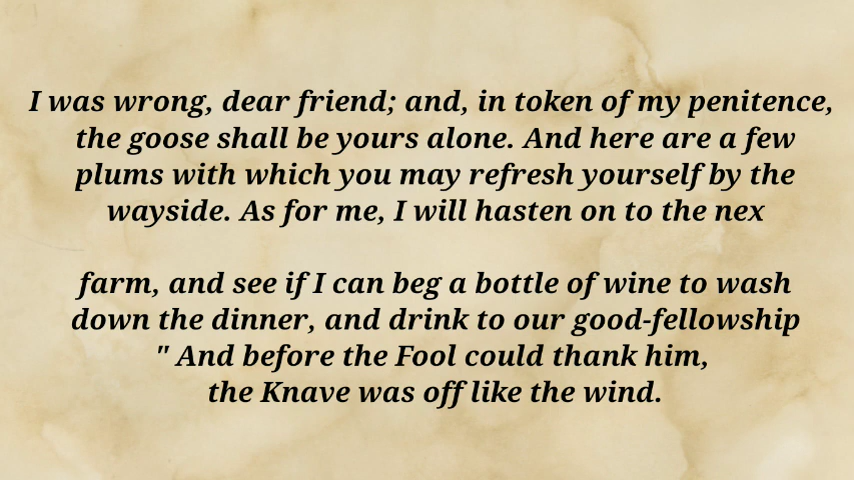 I was wrong, dear friend; and, in token of my penitence,
the goose shall be yours alone. And here are a few
plums with which you may refresh yourself by the
wayside. As for me, I will hasten on to the nex
farm, and see if I can beg a bottle of wine to wash
down the dinner, and drink to our good-fellowship
" And before the Fool could thank him,
the Knave was off like the wind.